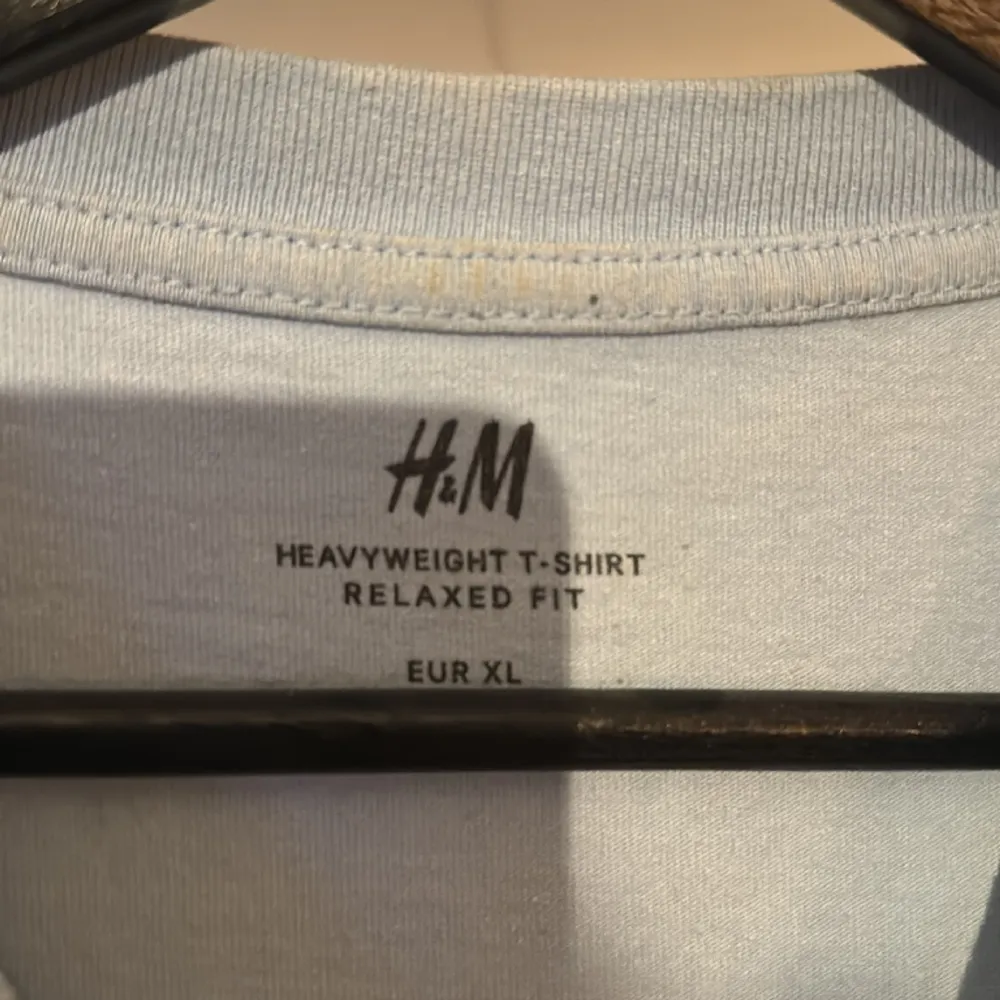 H&M
HEAVYWEIGHT T-SHIRT
RELAXED FIT
EUR XL